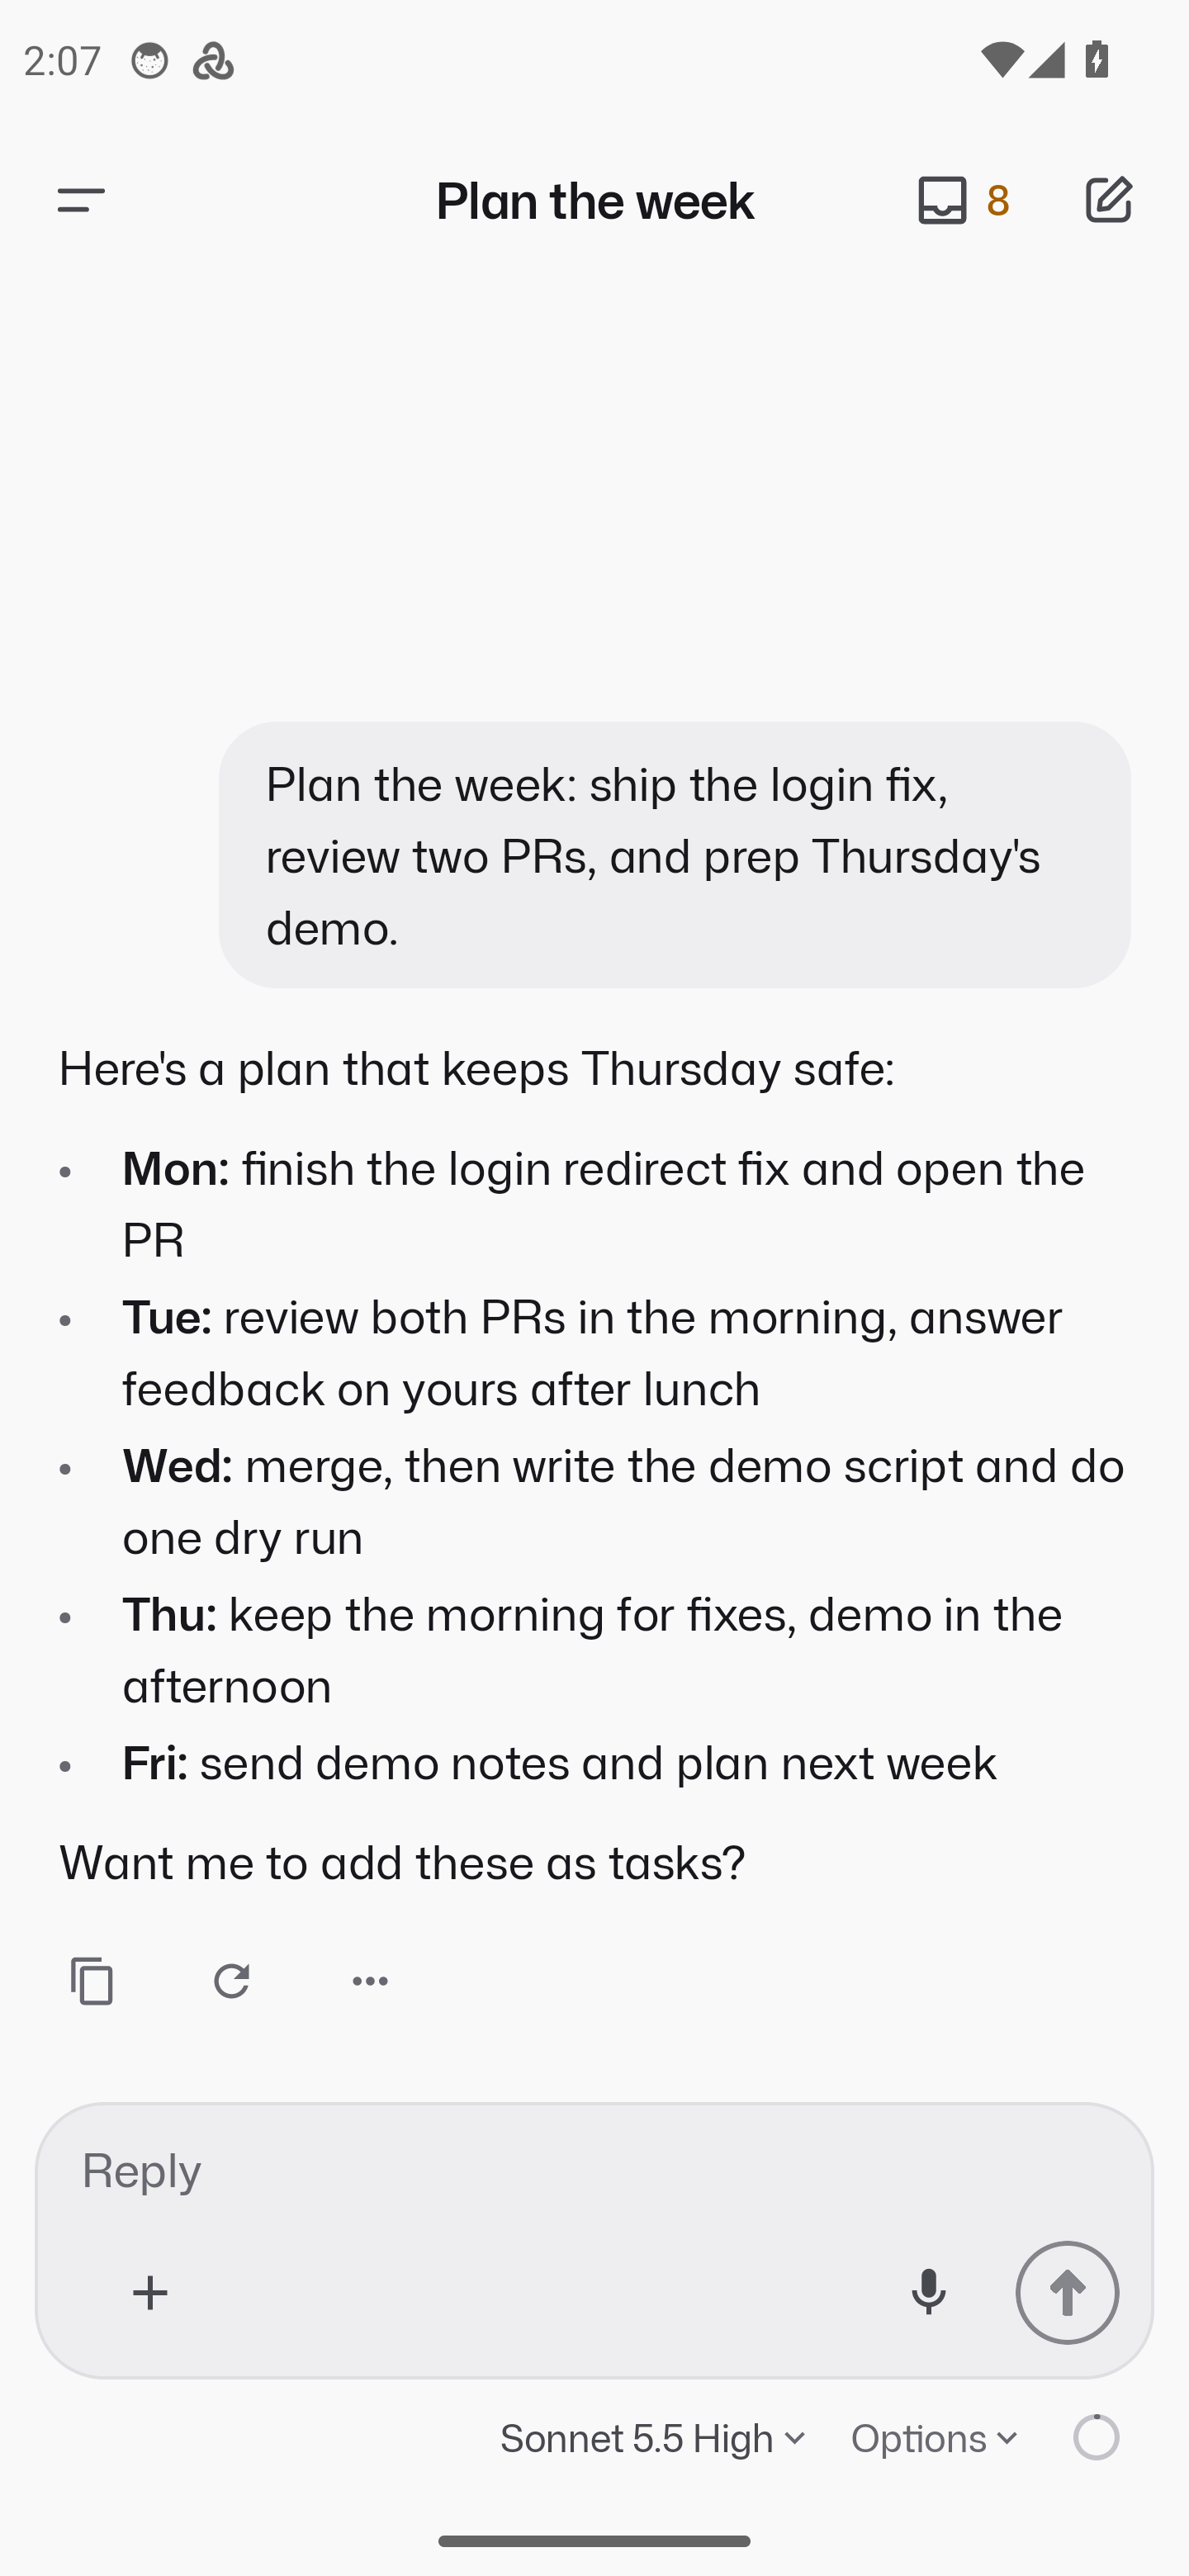 2:07
Plan the week
8
Plan the week: ship the login fix,
review two PRs, and prep Thursday's
demo.
Here's a plan that keeps Thursday safe:
• Mon: finish the login redirect fix and open the
PR
• Tue: review both PRs in the morning, answer
feedback on yours after lunch
• Wed: merge, then write the demo script and do
one dry run
• Thu: keep the morning for fixes, demo in the
afternoon
• Fri: send demo notes and plan next week
Want me to add these as tasks?
Reply
Sonnet 5.5 High
Options